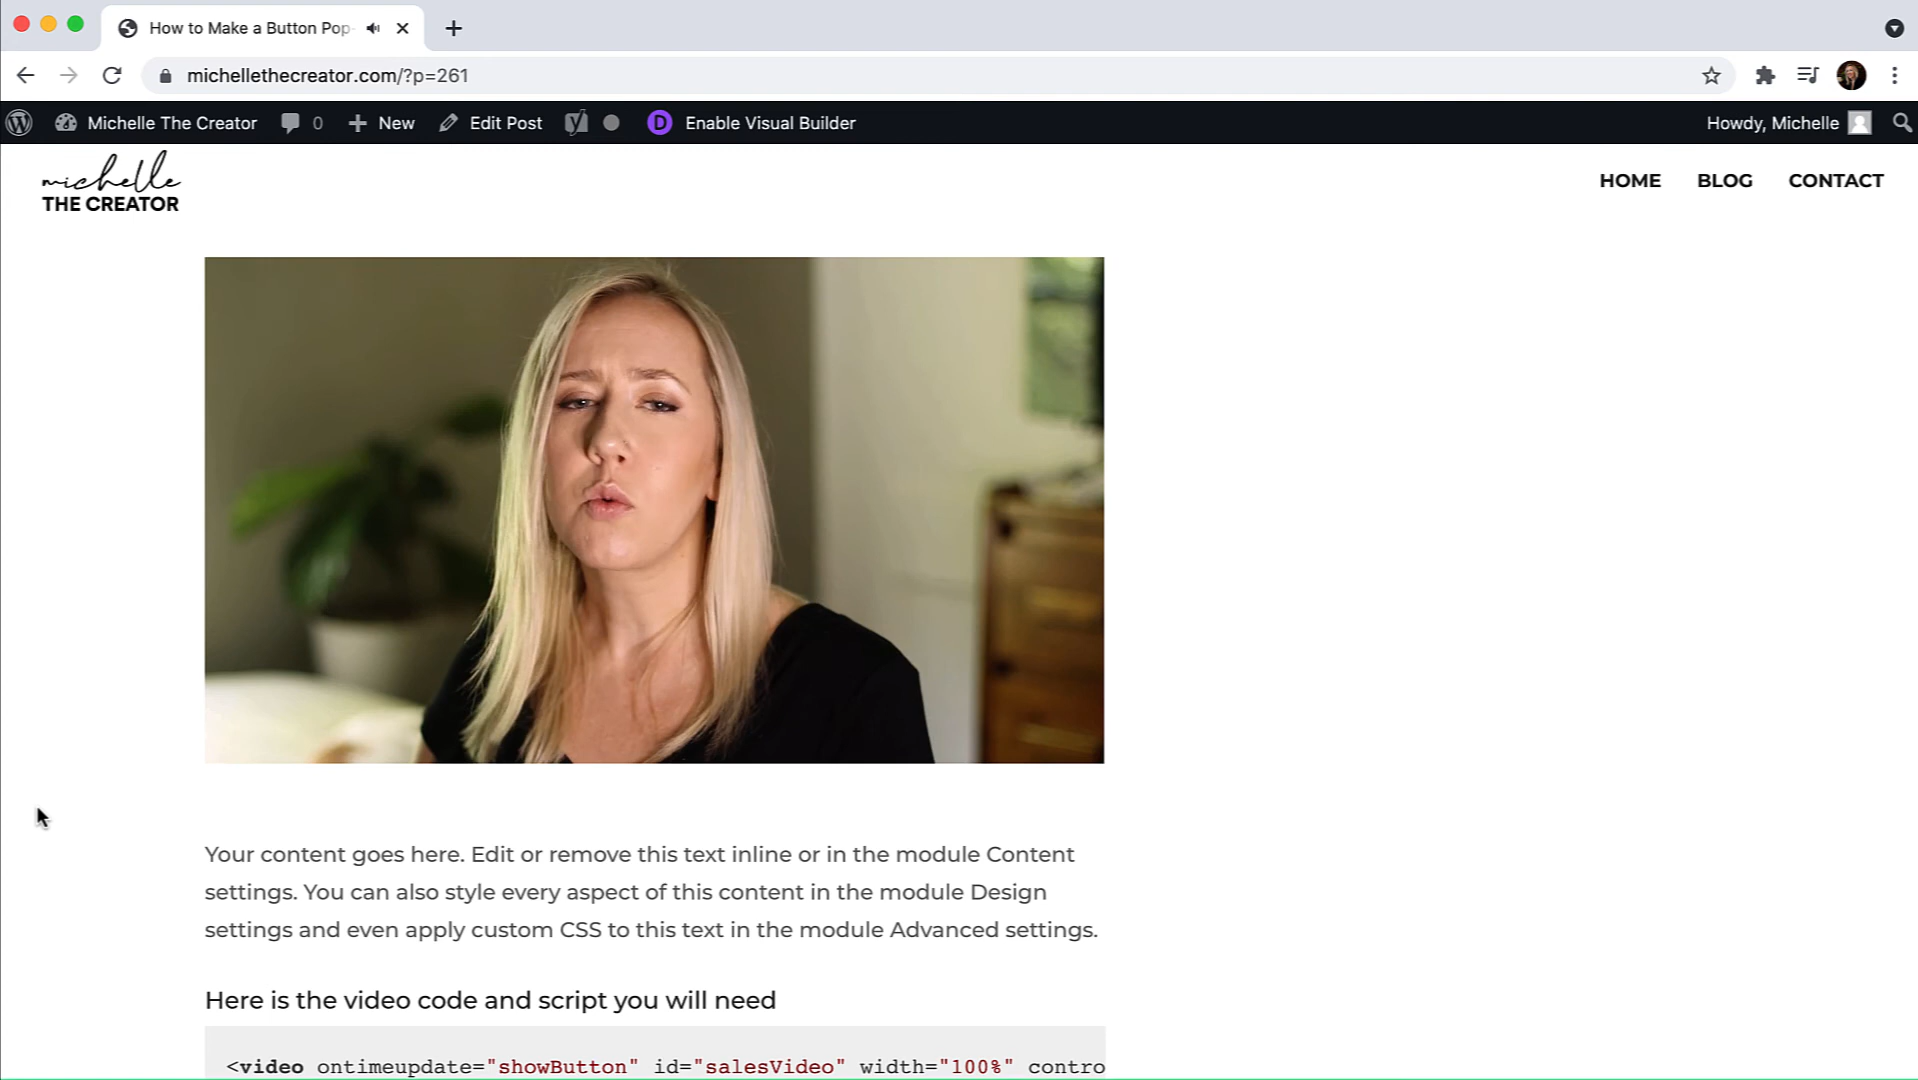 How to Make a Button Pop-
michellethecreator.com/?p=261
Michelle The Creator 0 New Edit Post Enable Visual Builder Howdy, Michelle
michelle
THE CREATOR
HOME BLOG CONTACT
Your content goes here. Edit or remove this text inline or in the module Content
settings. You can also style every aspect of this content in the module Design
settings and even apply custom CSS to this text in the module Advanced settings.
Here is the video code and script you will need
<video ontimeupdate="showButton" id="salesVideo" width="100%" contro